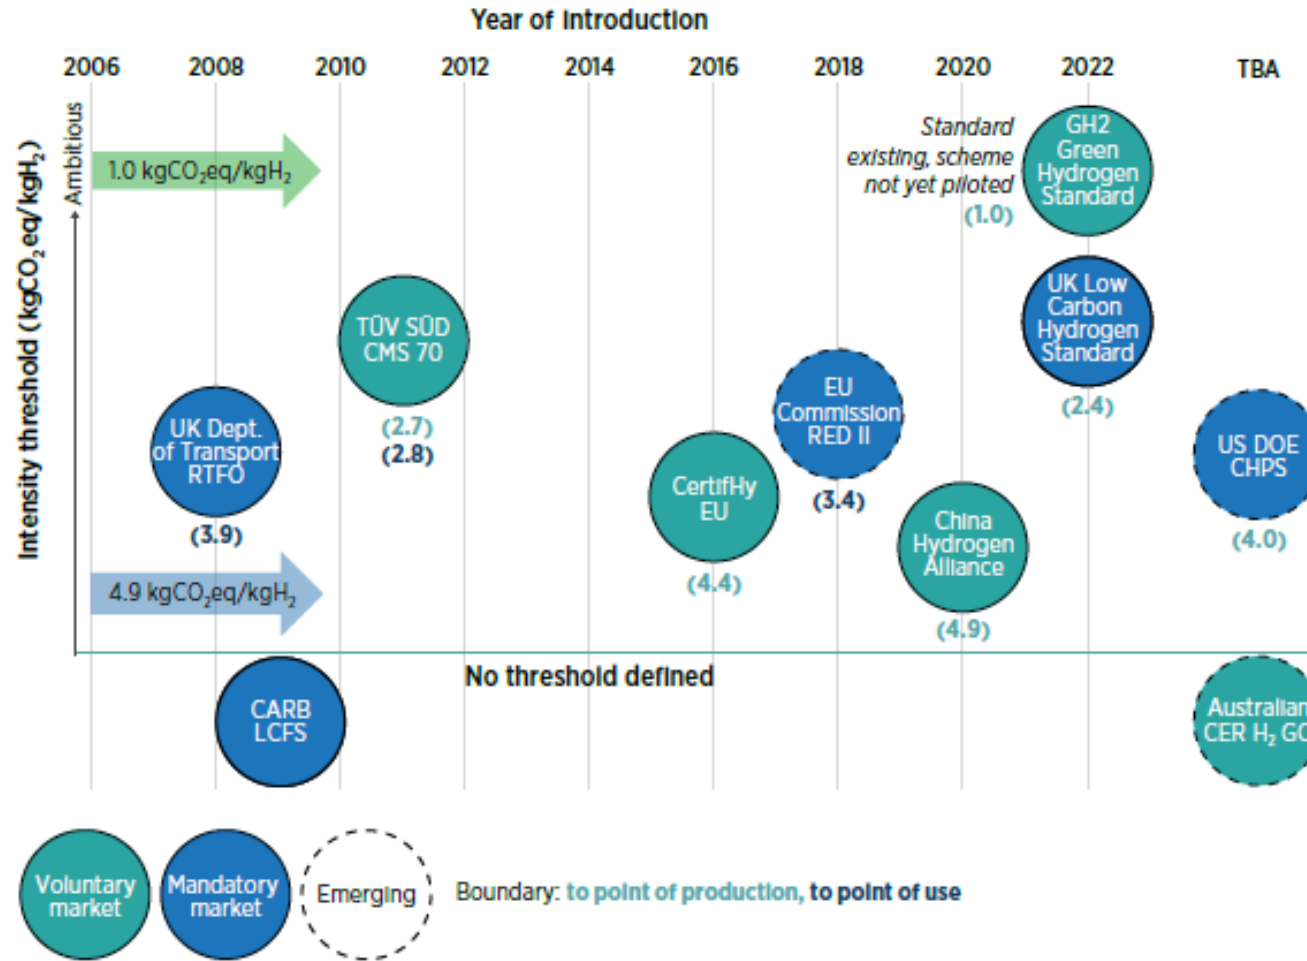 Year of Introduction
2006 2008 2010 2012 2014 2016 2018 2020 2022 TBA
Intensity threshold (kgCO₂eq/kgH₂)
Ambitious
1.0 kgCO₂eq/kgH₂
Standard
existing, scheme
not yet piloted
(1.0)
GH2
Green
Hydrogen
Standard
UK Low
Carbon
Hydrogen
Standard
(2.4)
TÜV SÜD
CMS 70
(2.7)
(2.8)
EU
Commission
RED II
(3.4)
UK Dept.
of Transport
RTFO
(3.9)
US DOE
CHPS
(4.0)
CertifHy
EU
(4.4)
China
Hydrogen
Alliance
(4.9)
4.9 kgCO₂eq/kgH₂
No threshold defined
CARB
LCFS
Australian
CER H₂ GO
Voluntary
market
Mandatory
market
Emerging
Boundary: to point of production, to point of use